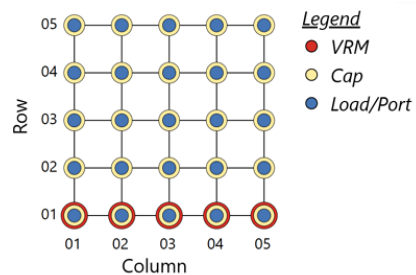 05
04
03
02
01
Row
01 02 03 04 05
Column
Legend
VRM
Cap
Load/Port